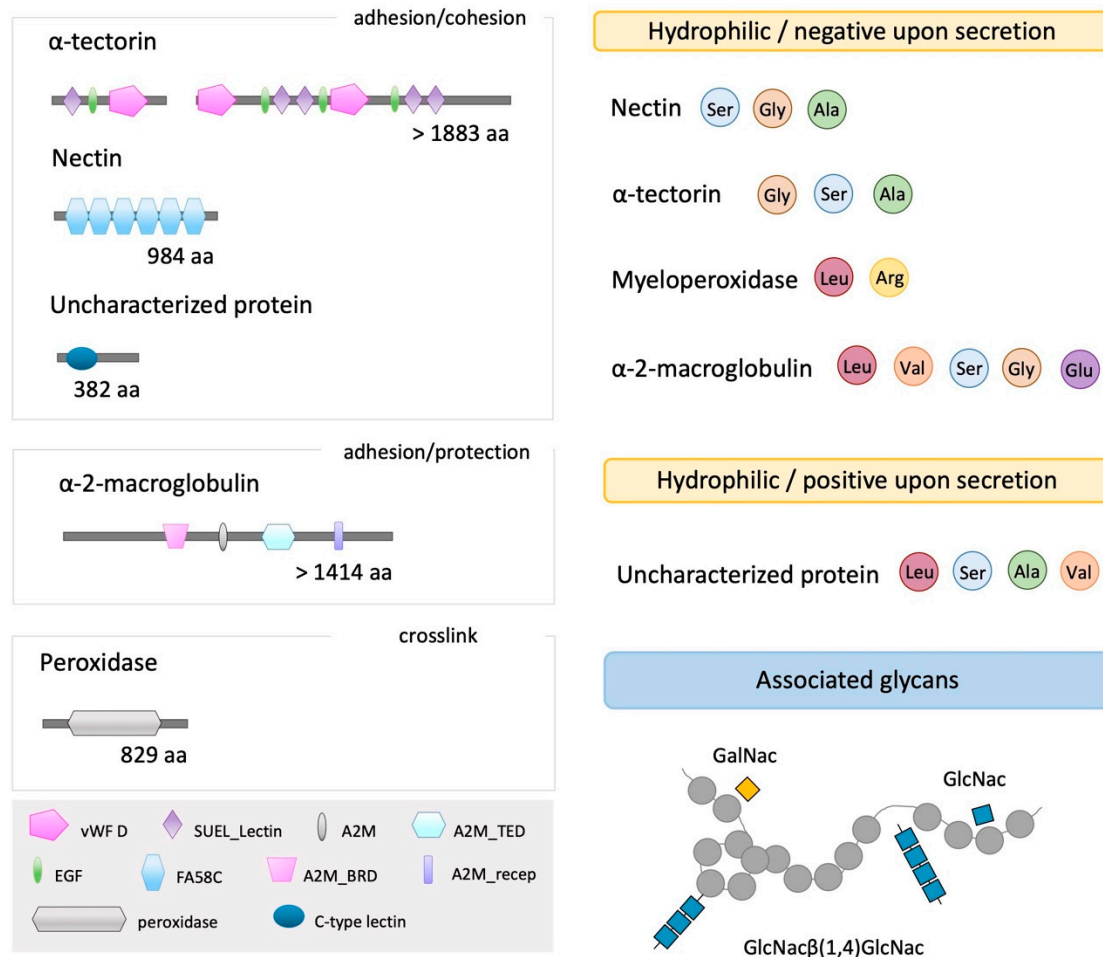 adhesion/cohesion
α-tectorin
> 1883 aa
Nectin
984 aa
Uncharacterized protein
382 aa
adhesion/protection
α-2-macroglobulin
> 1414 aa
crosslink
Peroxidase
829 aa
vWF D
SUEL_Lectin
A2M
A2M_TED
EGF
FA58C
A2M_BRD
A2M_recep
peroxidase
C-type lectin
Hydrophilic / negative upon secretion
Nectin Ser Gly Ala
α-tectorin Gly Ser Ala
Myeloperoxidase Leu Arg
α-2-macroglobulin Leu Val Ser Gly Glu
Hydrophilic / positive upon secretion
Uncharacterized protein Leu Ser Ala Val
Associated glycans
GalNac
GlcNac
GlcNacβ(1,4)GlcNac